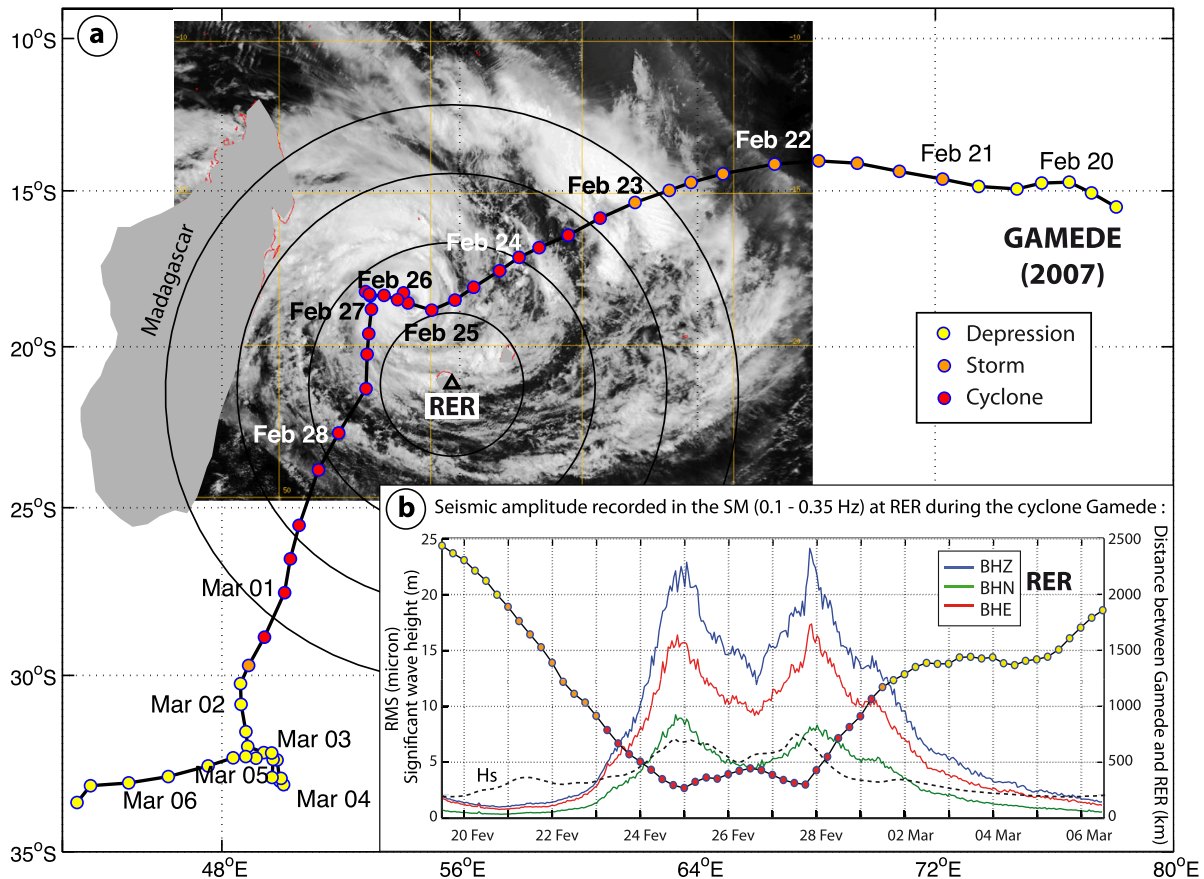 a
10°S
15°S
20°S
25°S
30°S
35°S
48°E
56°E
64°E
72°E
80°E
Madagascar
Feb 20
Feb 21
Feb 22
Feb 23
Feb 24
Feb 25
Feb 26
Feb 27
Feb 28
Mar 01
Mar 02
Mar 03
Mar 04
Mar 05
Mar 06
RER
50
GAMEDE
(2007)
Depression
Storm
Cyclone
b
Seismic amplitude recorded in the SM (0.1 - 0.35 Hz) at RER during the cyclone Gamede :
RMS (micron)
Significant wave height (m)
25
20
15
10
5
0
Hs
BHZ
BHN
BHE
RER
2500
2000
1500
1000
500
0
Distance between Gamede and RER (km)
20 Fev
22 Fev
24 Fev
26 Fev
28 Fev
02 Mar
04 Mar
06 Mar